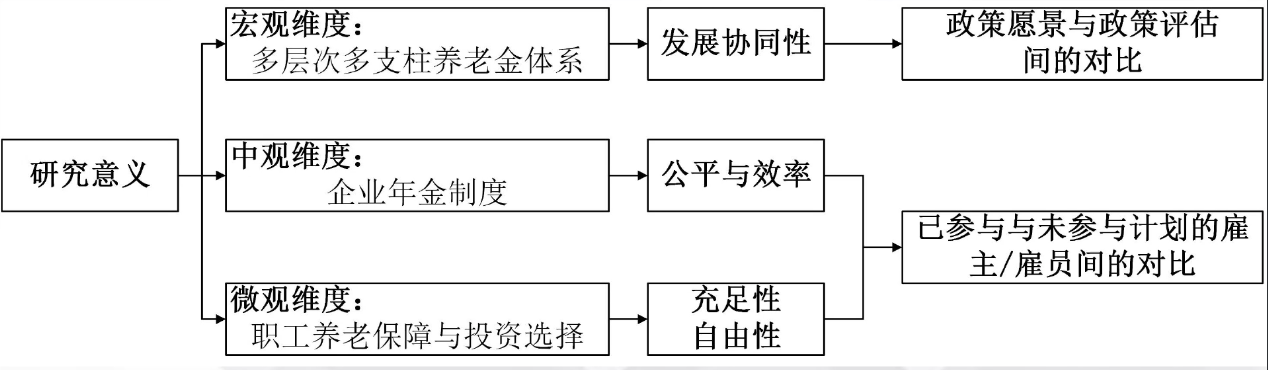 宏观维度：
多层次多支柱养老金体系
发展协同性
政策愿景与政策评估
间的对比
研究意义
中观维度：
企业年金制度
公平与效率
已参与与未参与计划的雇
主/雇员间的对比
微观维度：
职工养老保障与投资选择
充足性
自由性